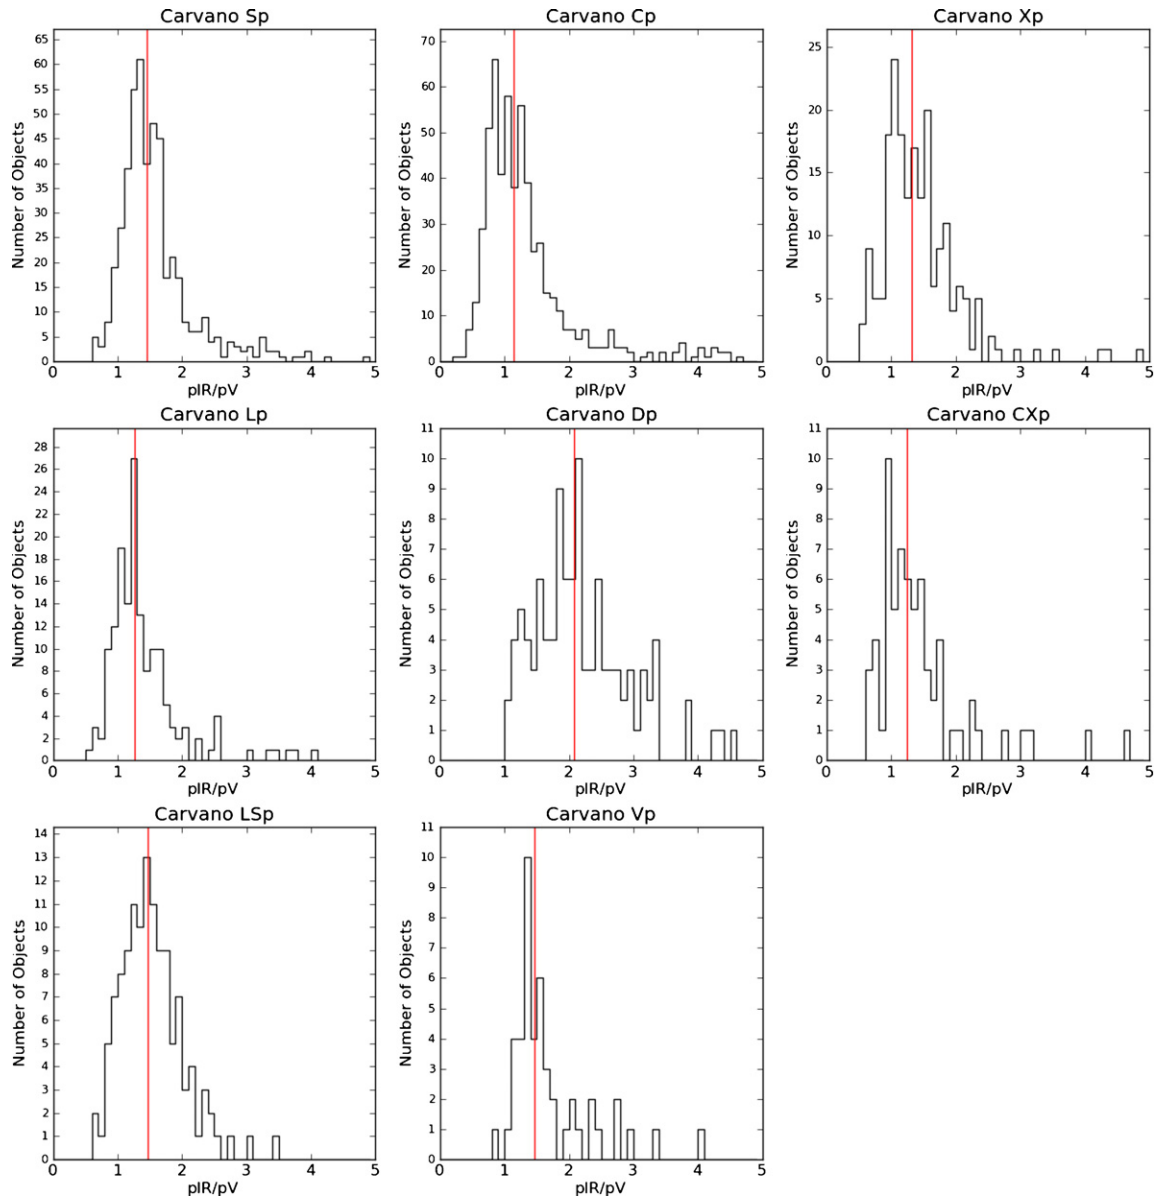 Carvano Sp
Number of Objects
65
60
55
50
45
40
35
30
25
20
15
10
5
0
0 1 2 3 4 5
pIR/pV
Carvano Cp
Number of Objects
70
60
50
40
30
20
10
0
0 1 2 3 4 5
pIR/pV
Carvano Xp
Number of Objects
25
20
15
10
5
0
0 1 2 3 4 5
pIR/pV
Carvano Lp
Number of Objects
28
26
24
22
20
18
16
14
12
10
8
6
4
2
0
0 1 2 3 4 5
pIR/pV
Carvano Dp
Number of Objects
11
10
9
8
7
6
5
4
3
2
1
0
0 1 2 3 4 5
pIR/pV
Carvano CXp
Number of Objects
11
10
9
8
7
6
5
4
3
2
1
0
0 1 2 3 4 5
pIR/pV
Carvano LSp
Number of Objects
14
13
12
11
10
9
8
7
6
5
4
3
2
1
0
0 1 2 3 4 5
pIR/pV
Carvano Vp
Number of Objects
11
10
9
8
7
6
5
4
3
2
1
0
0 1 2 3 4 5
pIR/pV